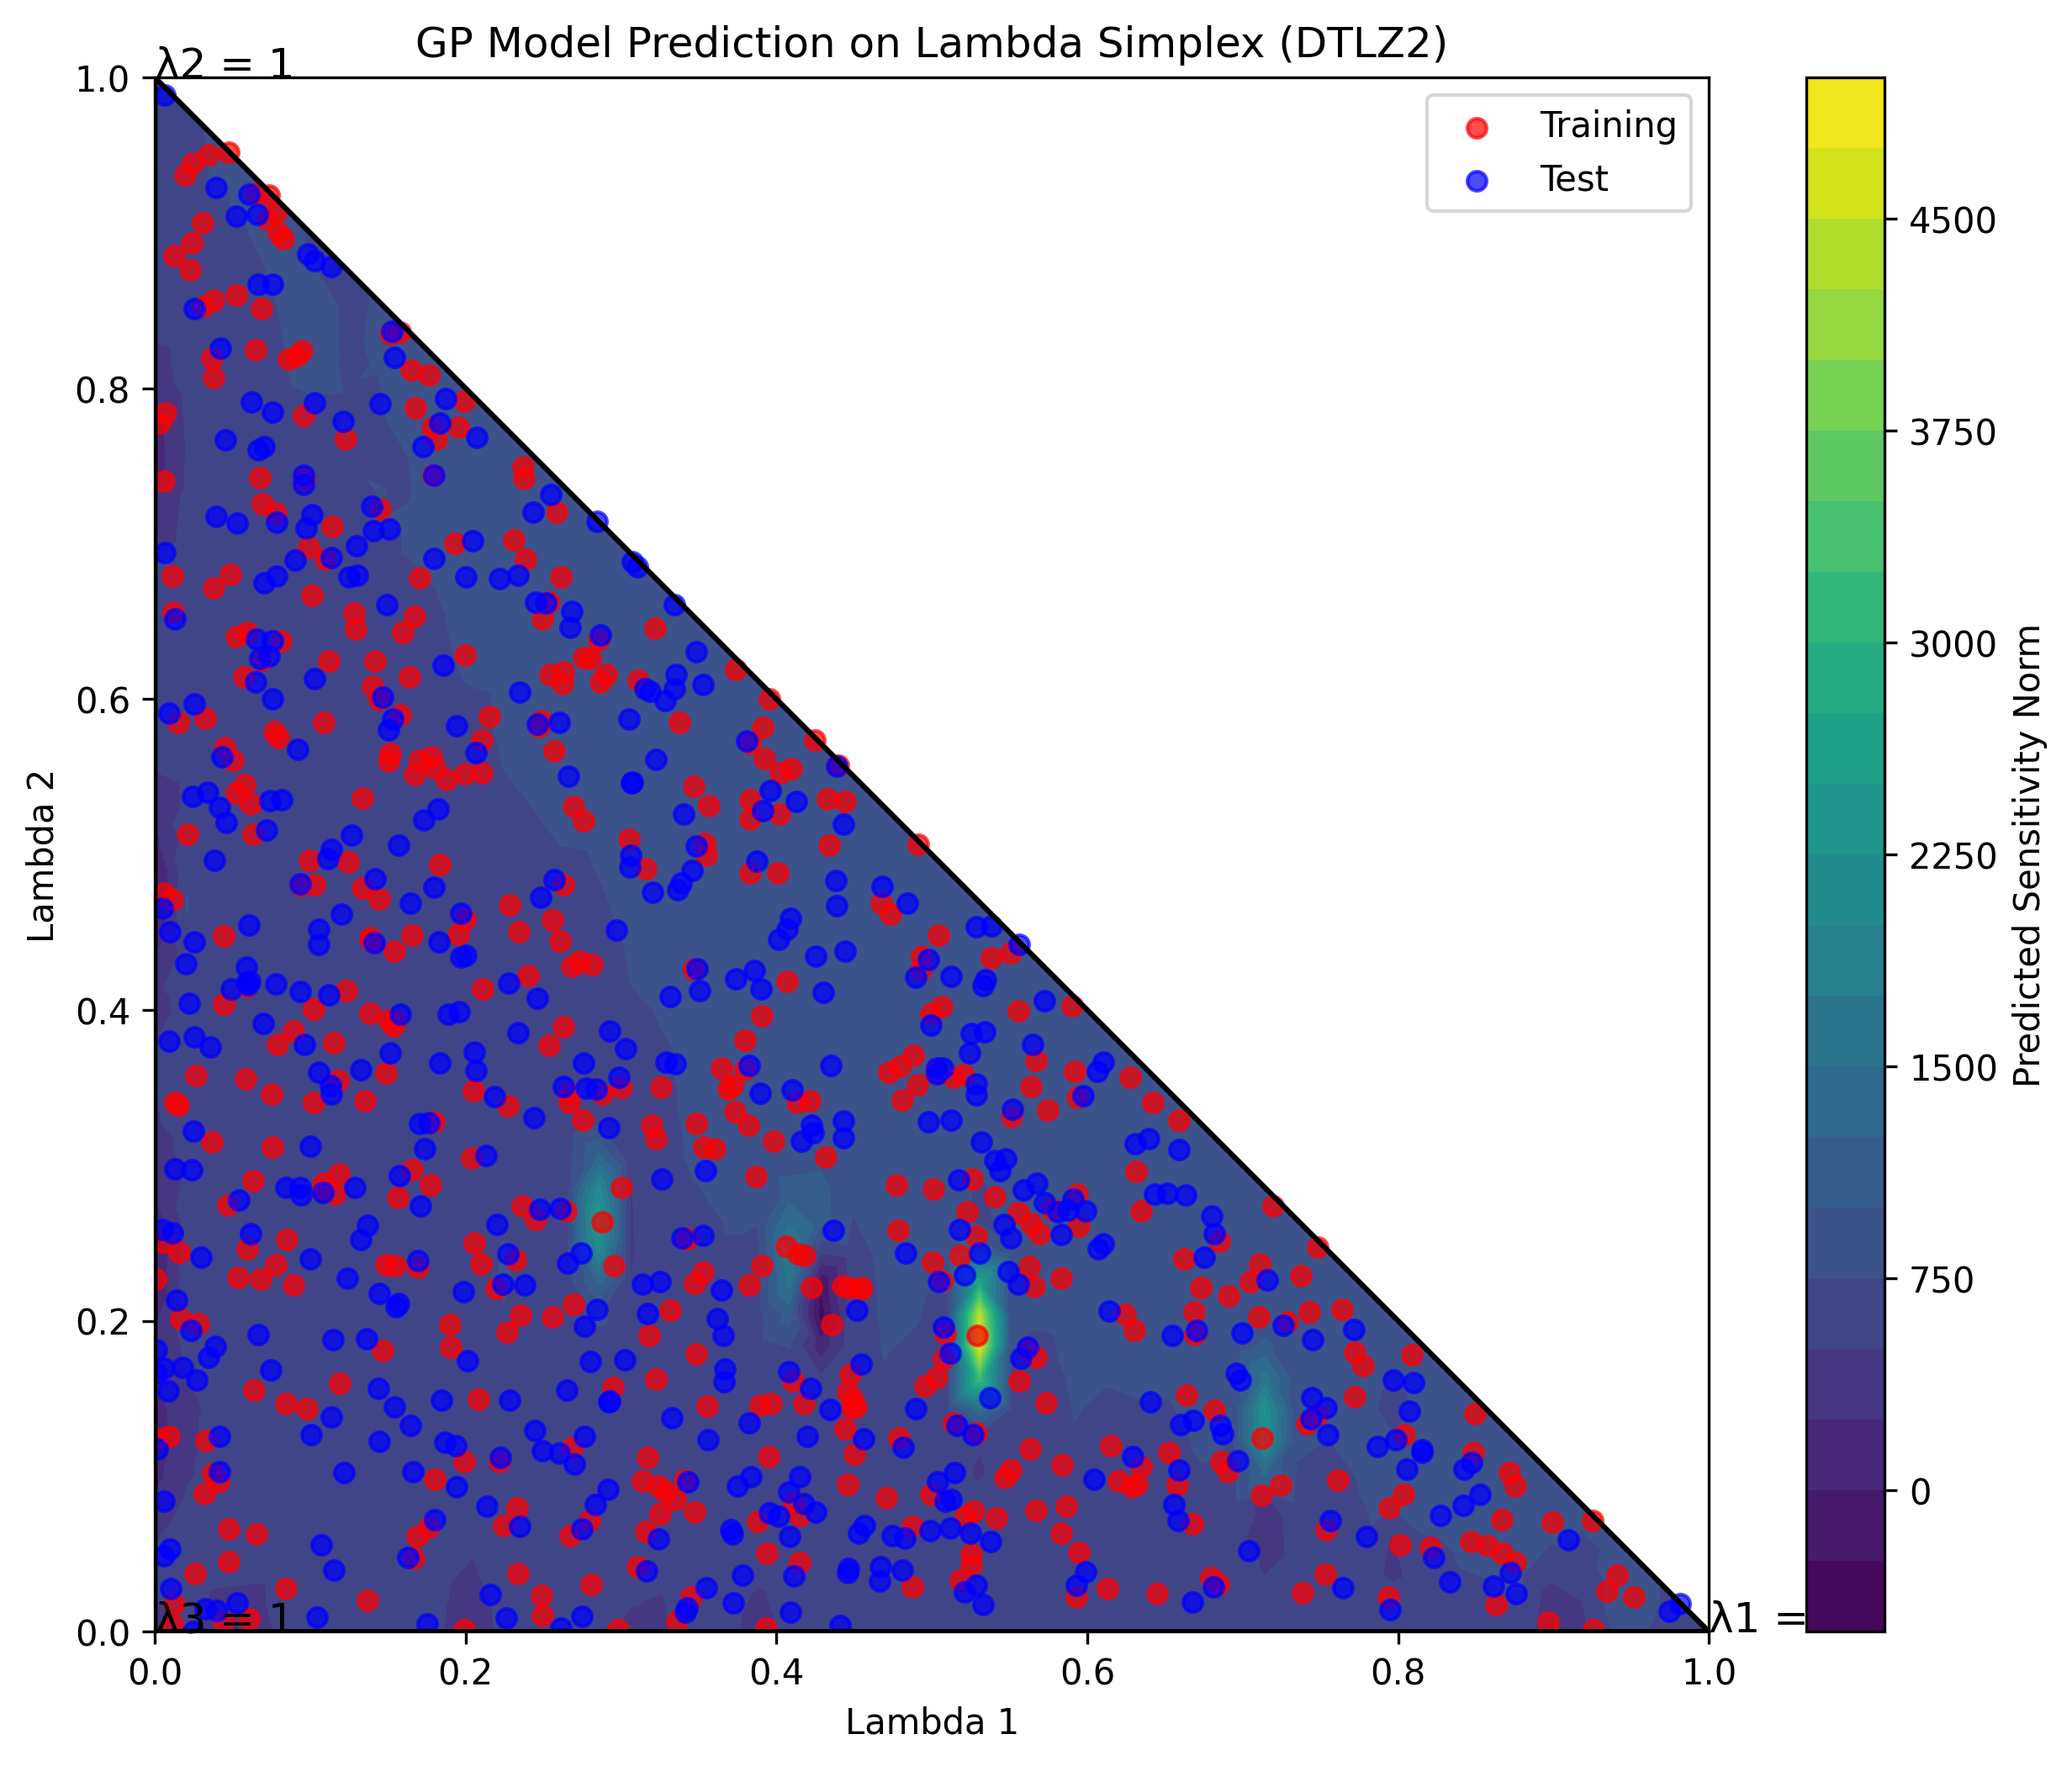 GP Model Prediction on Lambda Simplex (DTLZ2)
λ2 = 1
Training
Test
1.0
0.8
0.6
0.4
0.2
0.0
Lambda 2
λ3 = 1
λ1 =
0.0
0.2
0.4
0.6
0.8
1.0
Lambda 1
4500
3750
3000
2250
1500
750
0
Predicted Sensitivity Norm